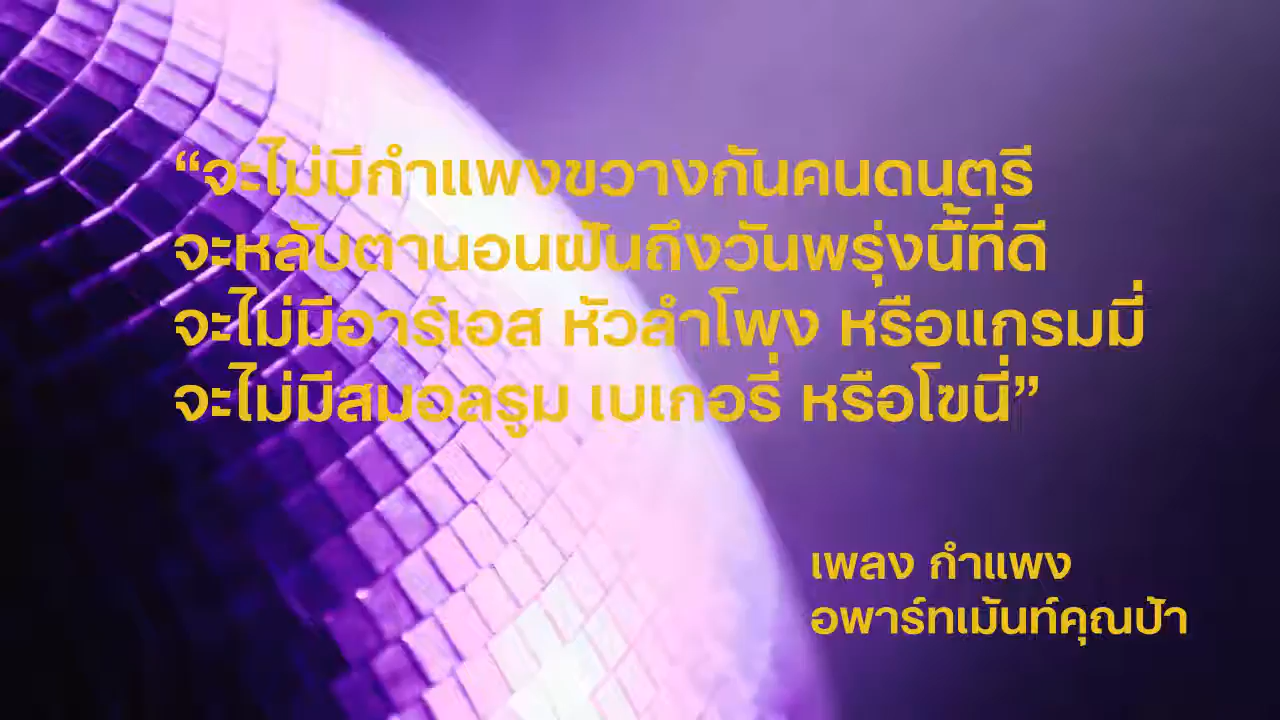 “จะไม่มีกำแพงขวางกันคนดนตรี
จะหลับตานอนฝันถึงวันพรุ่งนี้ที่ดี
จะไม่มีอาร์เอส หัวลำโพง หรือแกรมมี่
จะไม่มีสมอลรูม เบเกอรี่ หรือโซนี่”
เพลง กำแพง
อพาร์ทเม้นท์คุณป้า